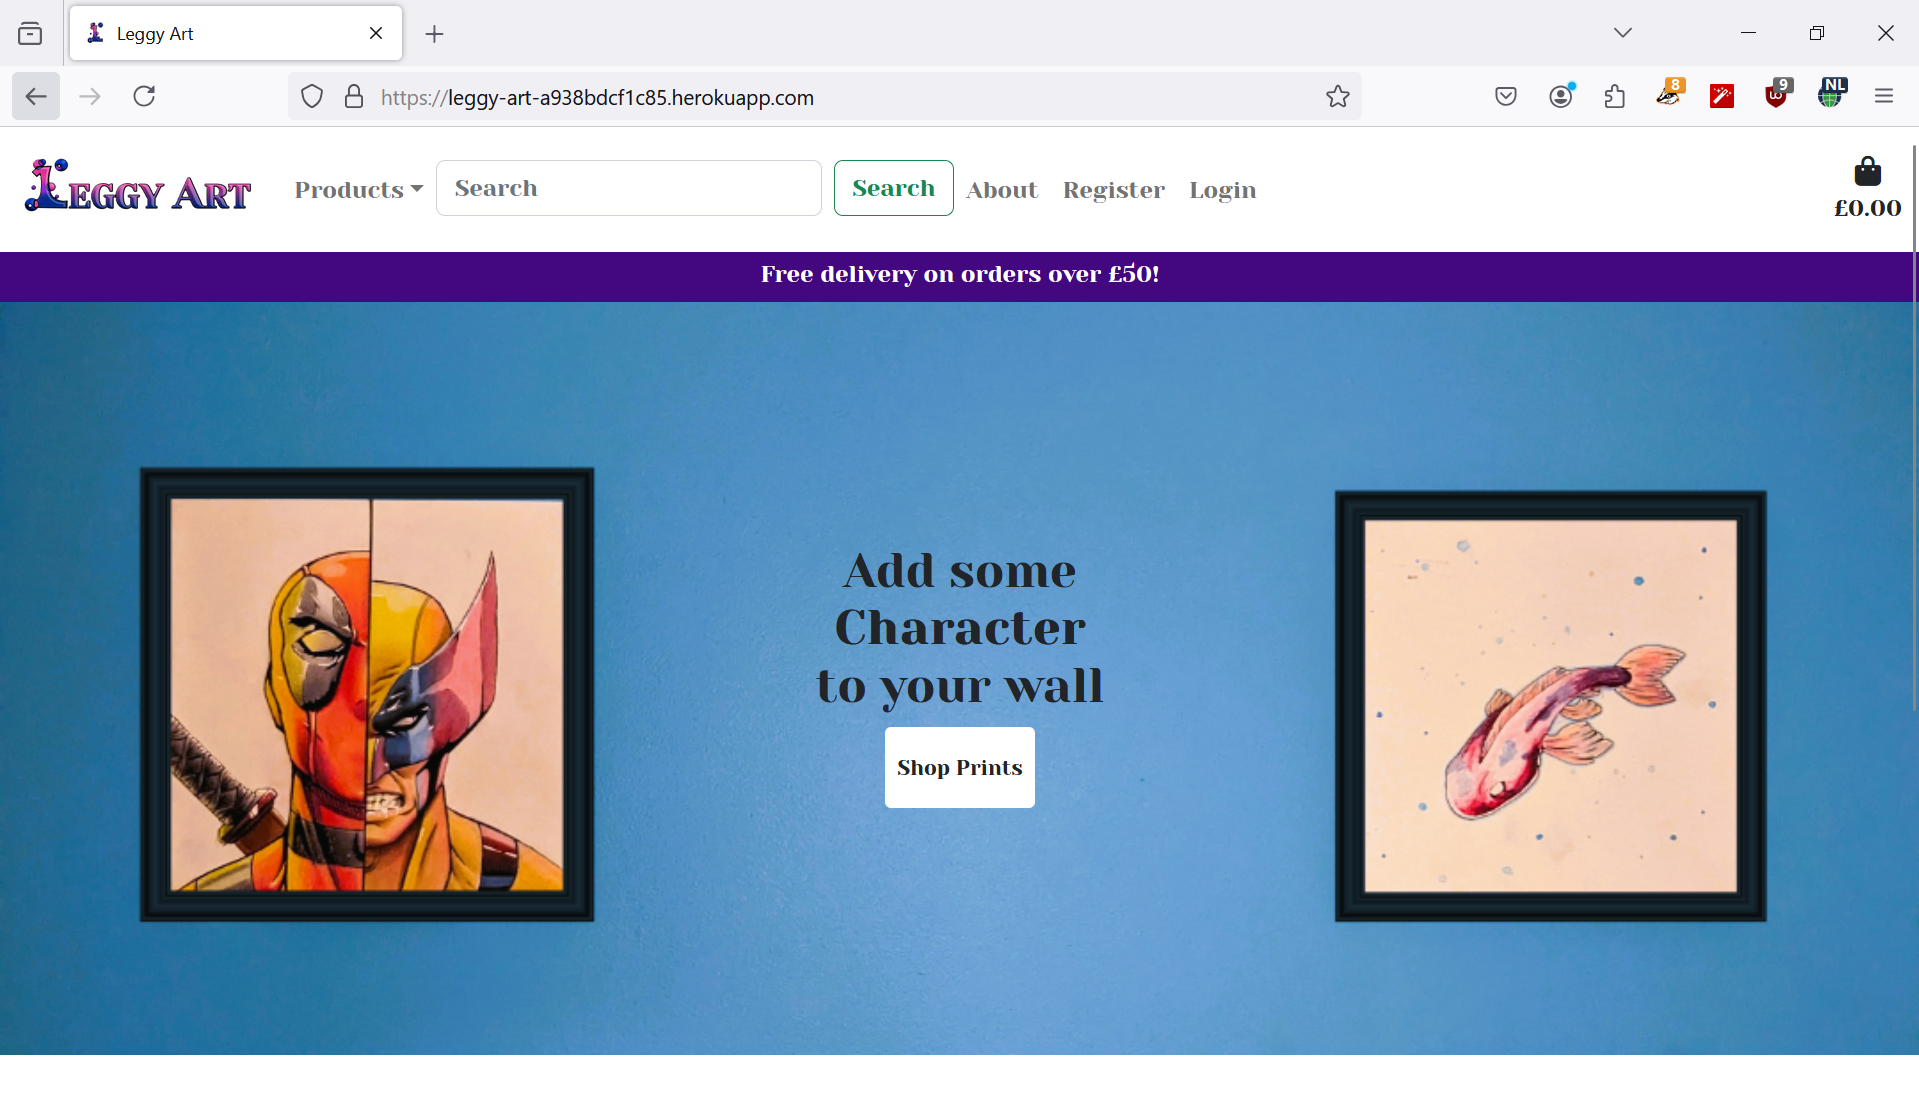 Leggy Art
https://leggy-art-a938bdcf1c85.herokuapp.com
8
9
NL
Leggy Art
Products
Search
Search
About
Register
Login
£0.00
Free delivery on orders over £50!
Add some
Character
to your wall
Shop Prints